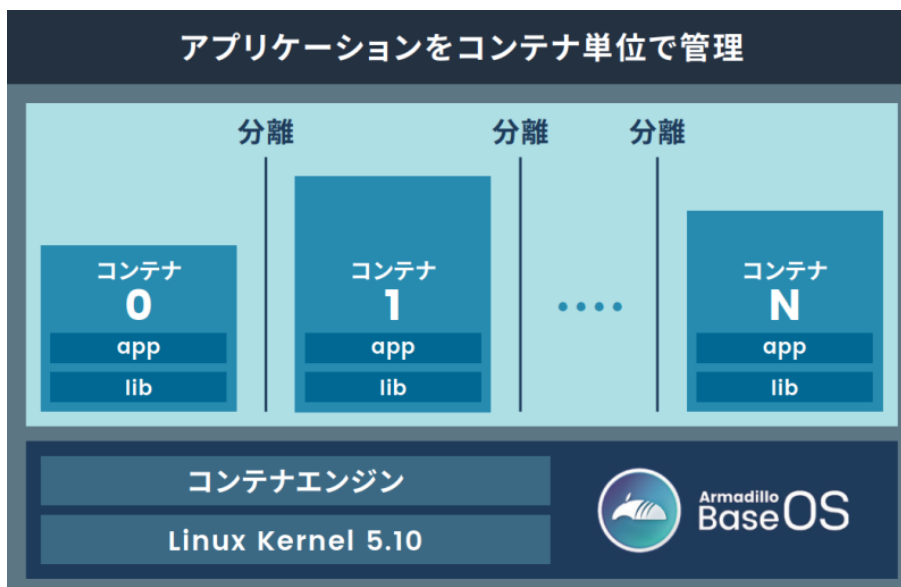 アプリケーションをコンテナ単位で管理
分離
分離
分離
コンテナ
0
app
lib
コンテナ
1
app
lib
コンテナ
N
app
lib
コンテナエンジン
Linux Kernel 5.10
Armadillo
Base OS